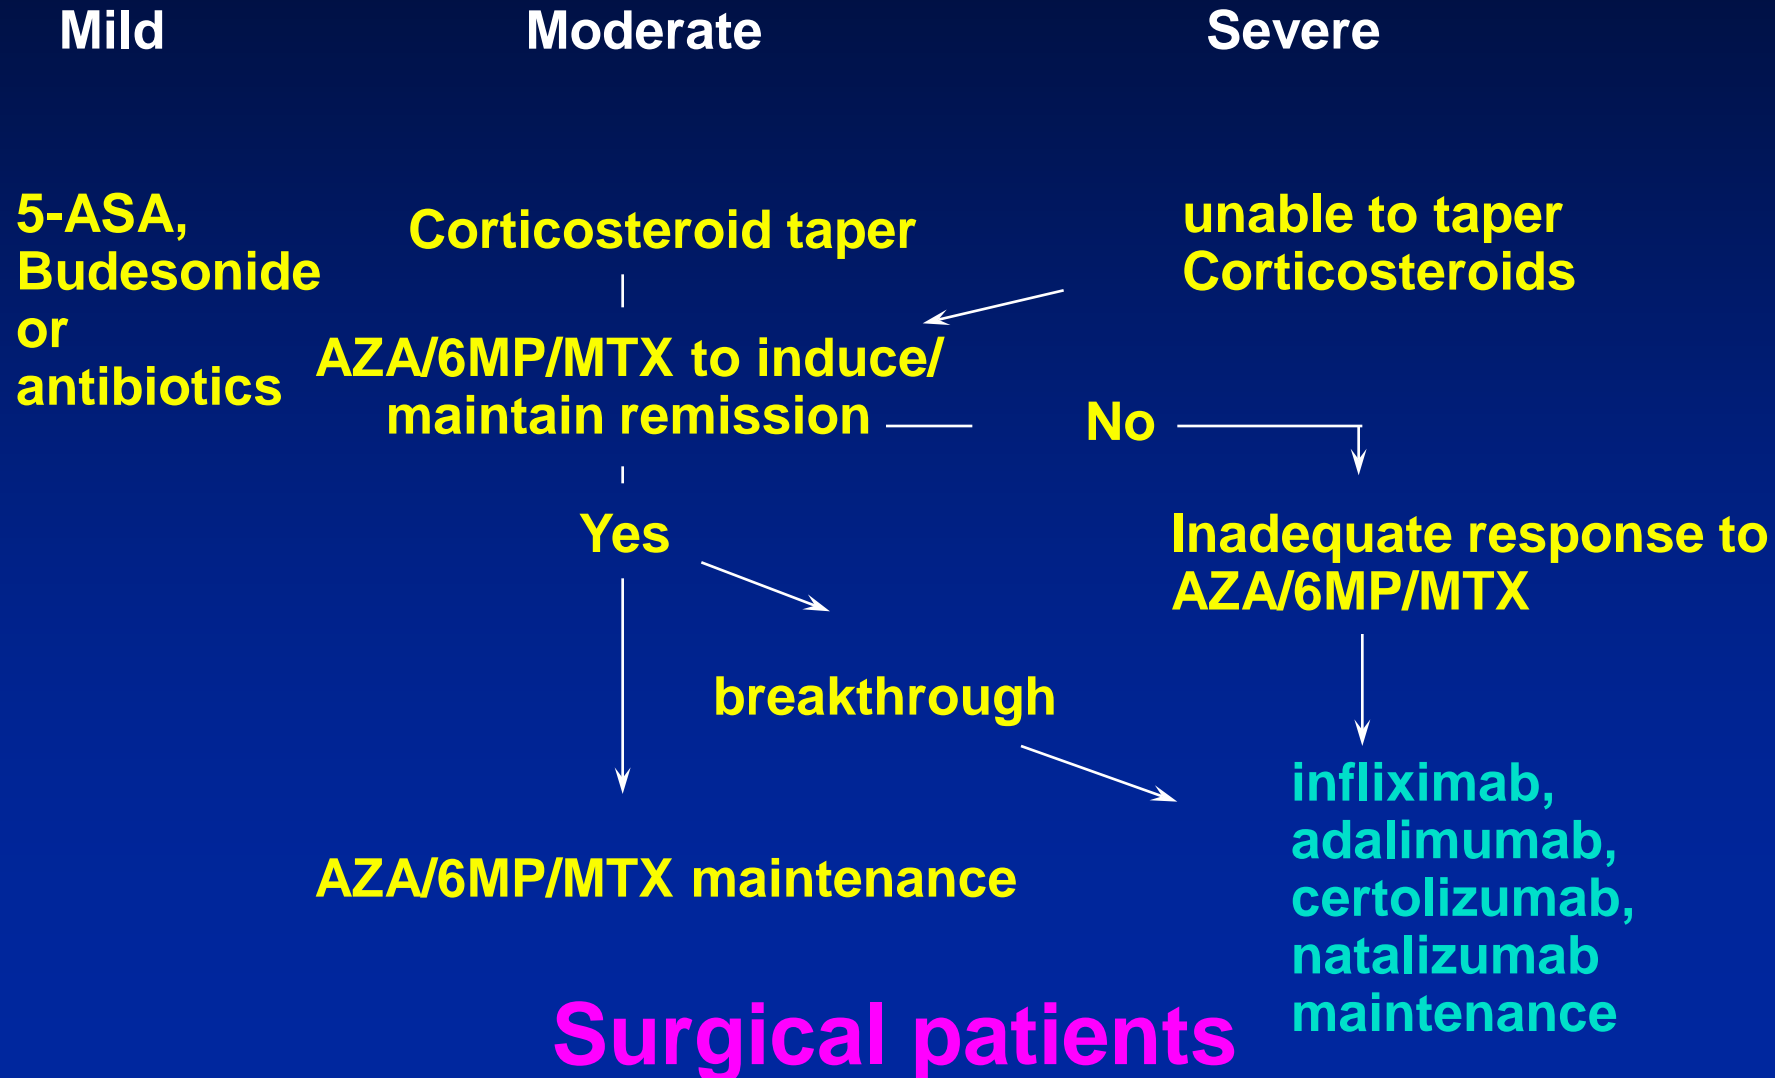 Mild
Moderate
Severe
5-ASA,
Budesonide
or
antibiotics
Corticosteroid taper
unable to taper
Corticosteroids
AZA/6MP/MTX to induce/
maintain remission
No
Yes
Inadequate response to
AZA/6MP/MTX
breakthrough
AZA/6MP/MTX maintenance
infliximab,
adalimumab,
certolizumab,
natalizumab
maintenance
Surgical patients